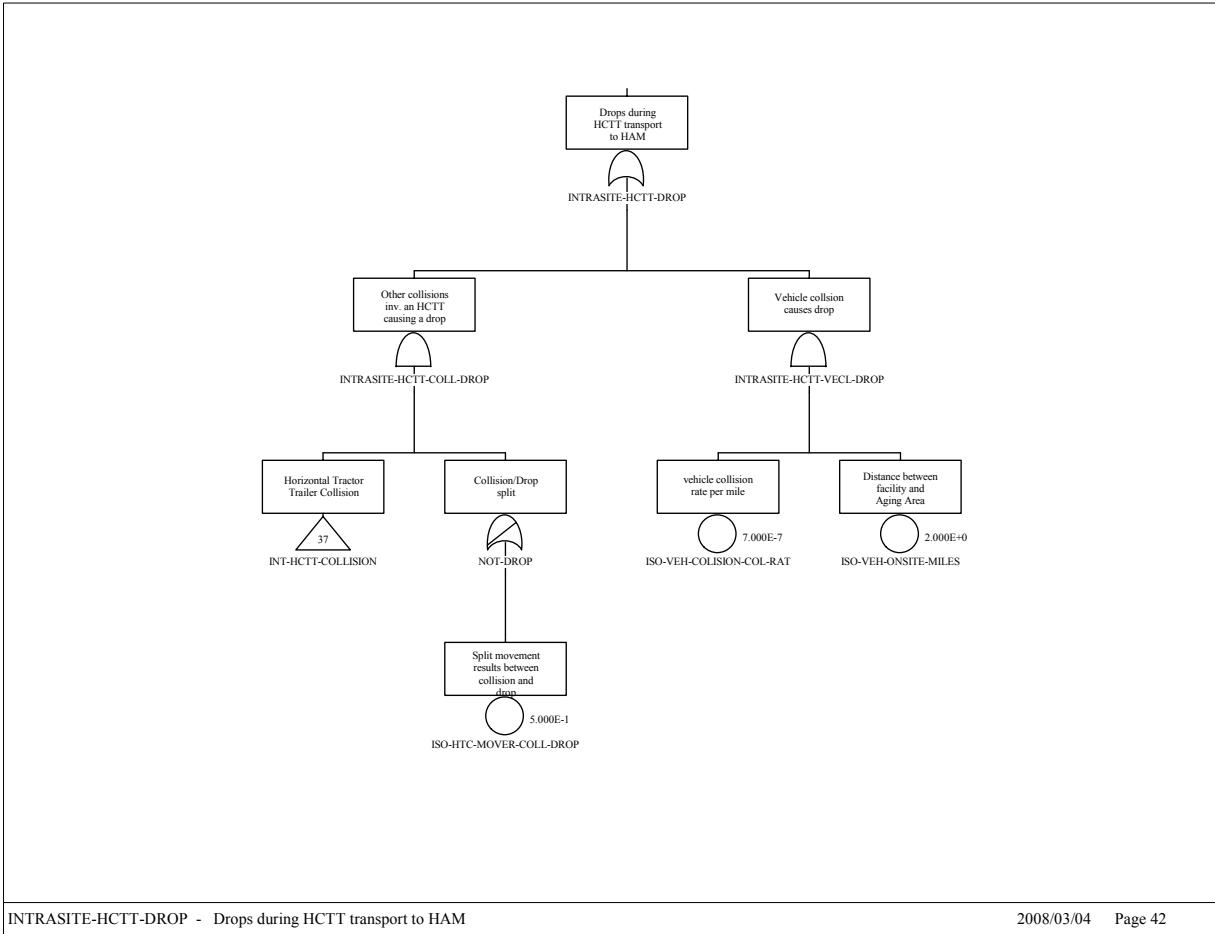 Drops during
HCTT transport
to HAM
INTRASITE-HCTT-DROP
Other collisions
inv. an HCTT
causing a drop
INTRASITE-HCTT-COLL-DROP
Vehicle collsion
causes drop
INTRASITE-HCTT-VECL-DROP
Horizontal Tractor
Trailer Collision
37
INT-HCTT-COLLISION
Collision/Drop
split
NOT-DROP
vehicle collision
rate per mile
7.000E-7
ISO-VEH-COLISION-COL-RAT
Distance between
facility and
Aging Area
2.000E+0
ISO-VEH-ONSITE-MILES
Split movement
results between
collision and
drop
5.000E-1
ISO-HTC-MOVER-COLL-DROP
INTRASITE-HCTT-DROP - Drops during HCTT transport to HAM
2008/03/04 Page 42